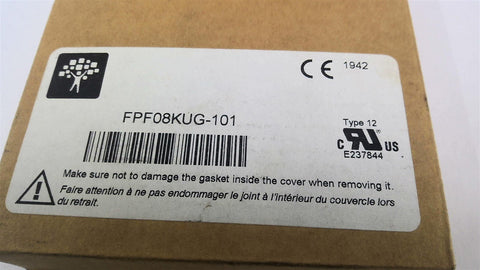 CE 1942
FPF08KUG-101
Type 12
C RU US
E237844
Make sure not to damage the gasket inside the cover when removing it.
Faire attention à ne pas endommager le joint à l'intérieur du couvercle lors
du retrait.